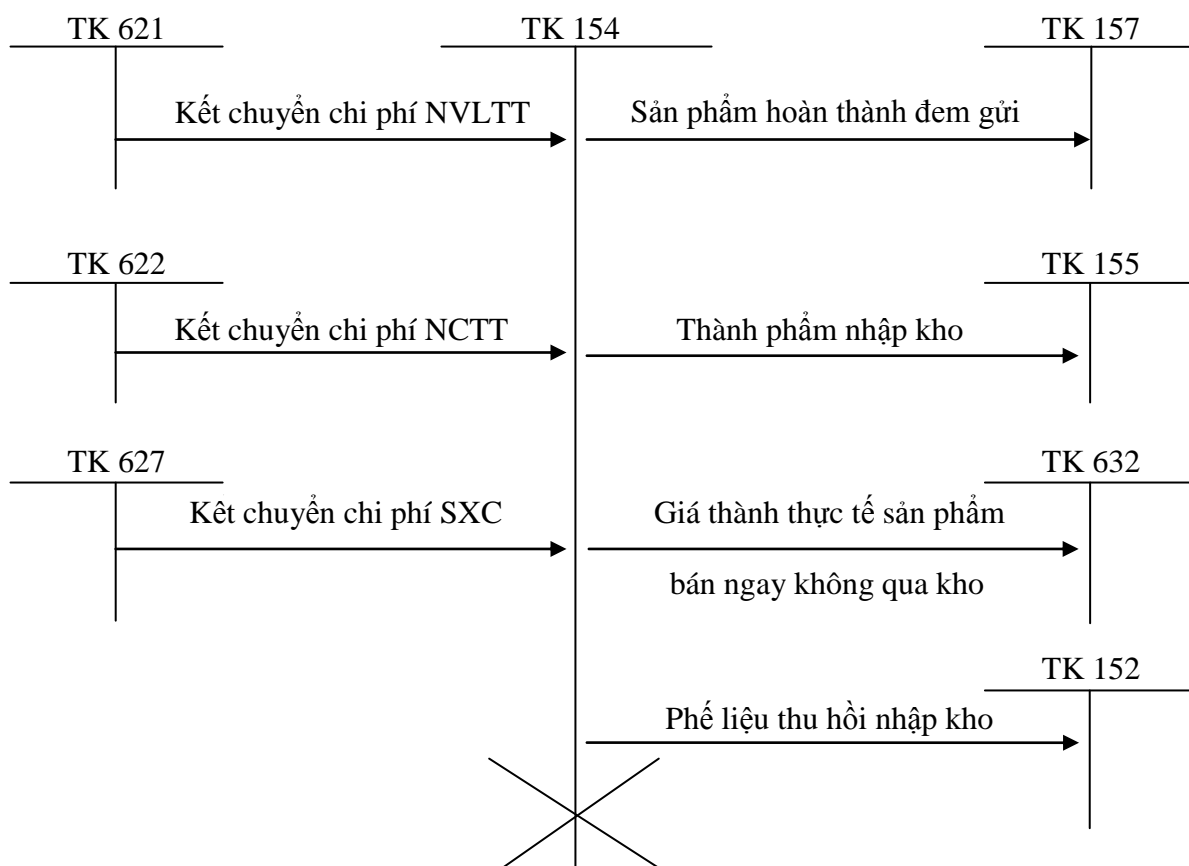 TK 621
TK 154
TK 157
Kết chuyển chi phí NVLTT
Sản phẩm hoàn thành đem gửi
TK 622
TK 155
Kết chuyển chi phí NCTT
Thành phẩm nhập kho
TK 627
TK 632
Kêt chuyển chi phí SXC
Giá thành thực tế sản phẩm
bán ngay không qua kho
TK 152
Phế liệu thu hồi nhập kho